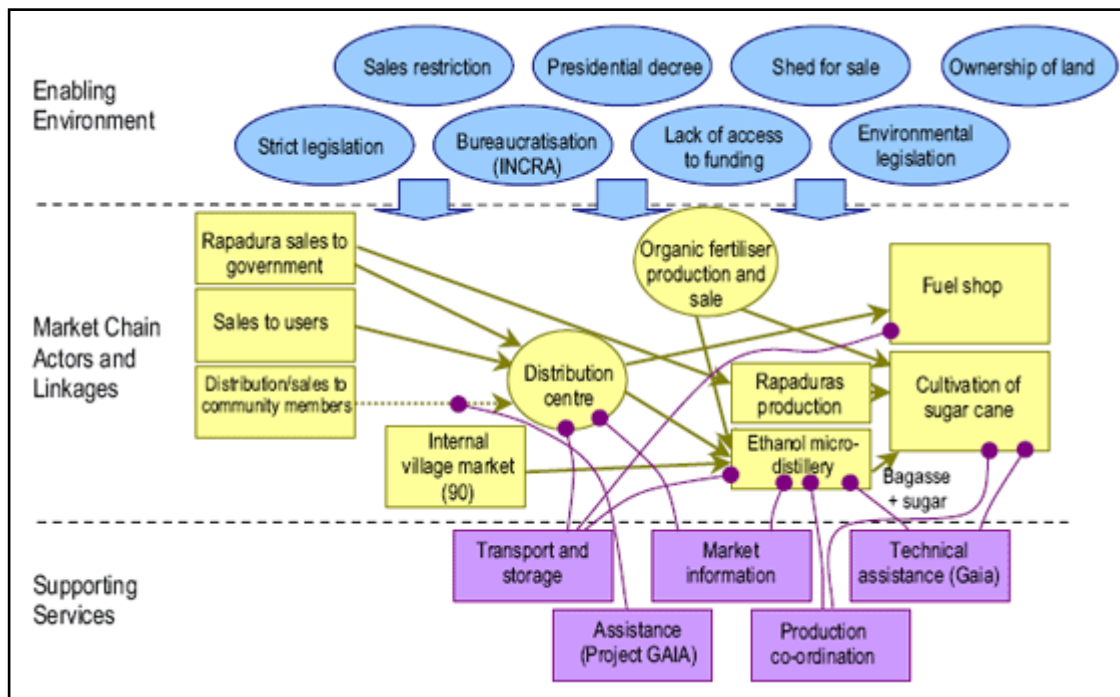 Enabling
Environment
Sales restriction
Presidential decree
Shed for sale
Ownership of land
Strict legislation
Bureaucratisation
(IINCRA)
Lack of access
to funding
Environmental
legislation
Market Chain
Actors and
Linkages
Rapadura sales to
government
Sales to users
Distribution/sales to
community members
Internal
village market
(90)
Distribution
centre
Organic fertiliser
production and
sale
Rapaduras
production
Ethanol micro-
distillery
Fuel shop
Cultivation of
sugar cane
Bagasse
+ sugar
Supporting
Services
Transport and
storage
Market
information
Technical
assistance (Gaia)
Assistance
(Project GAIA)
Production
co-ordination